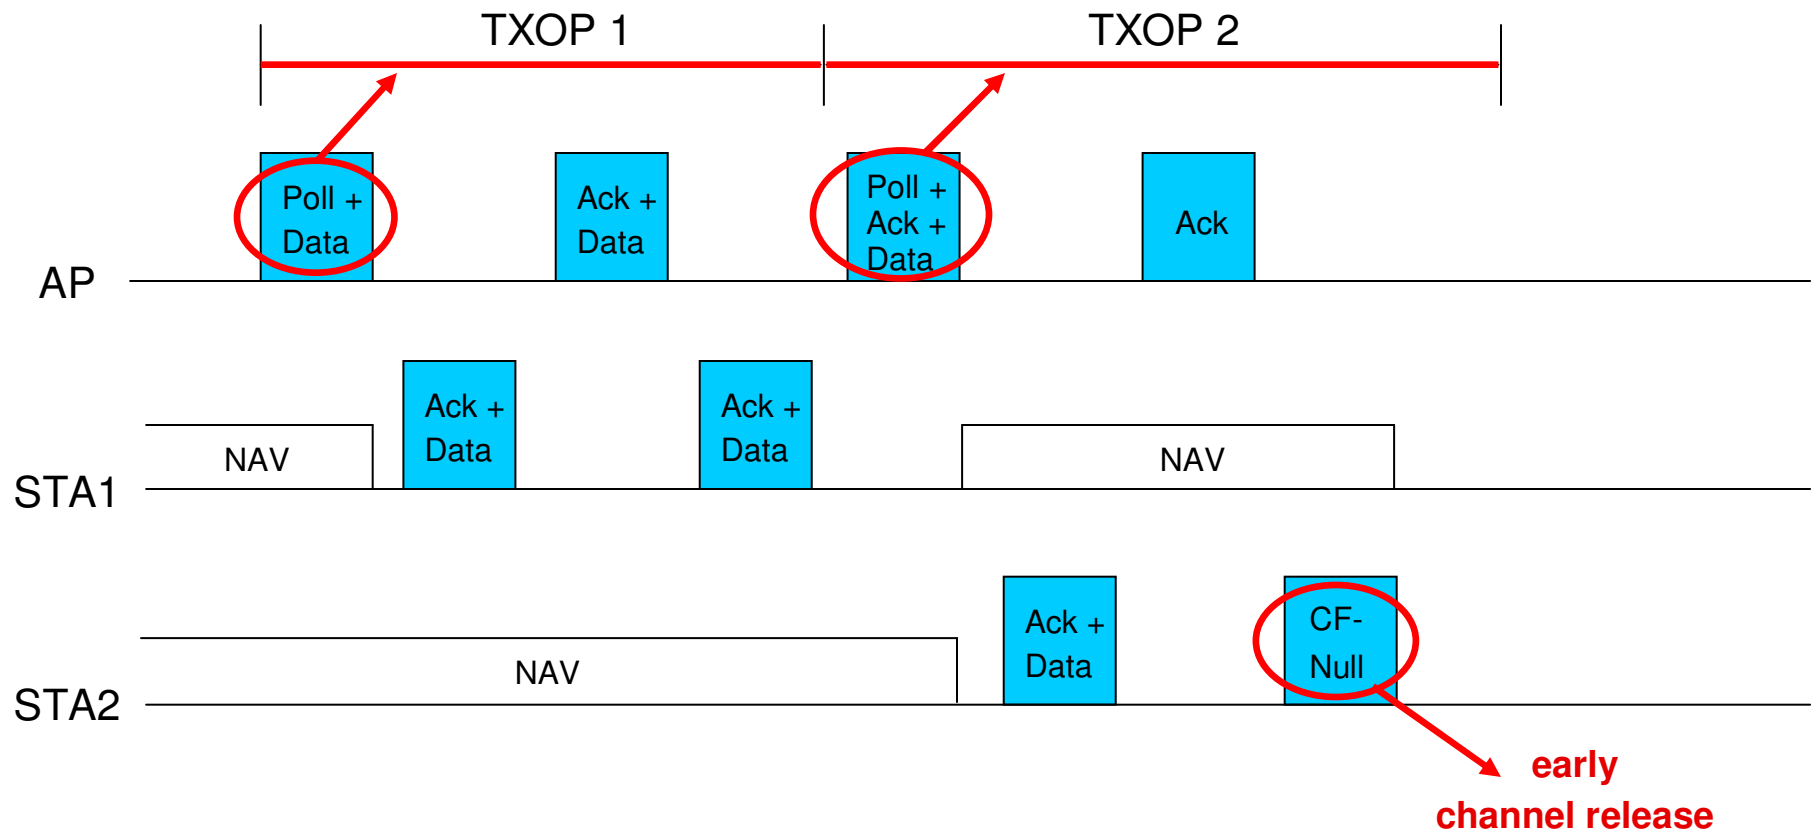 TXOP 1
TXOP 2
Poll +
Data
Ack +
Data
Poll +
Ack +
Data
Ack
AP
Ack +
Data
Ack +
Data
NAV
NAV
STA1
Ack +
Data
CF-
Null
NAV
STA2
early
channel release